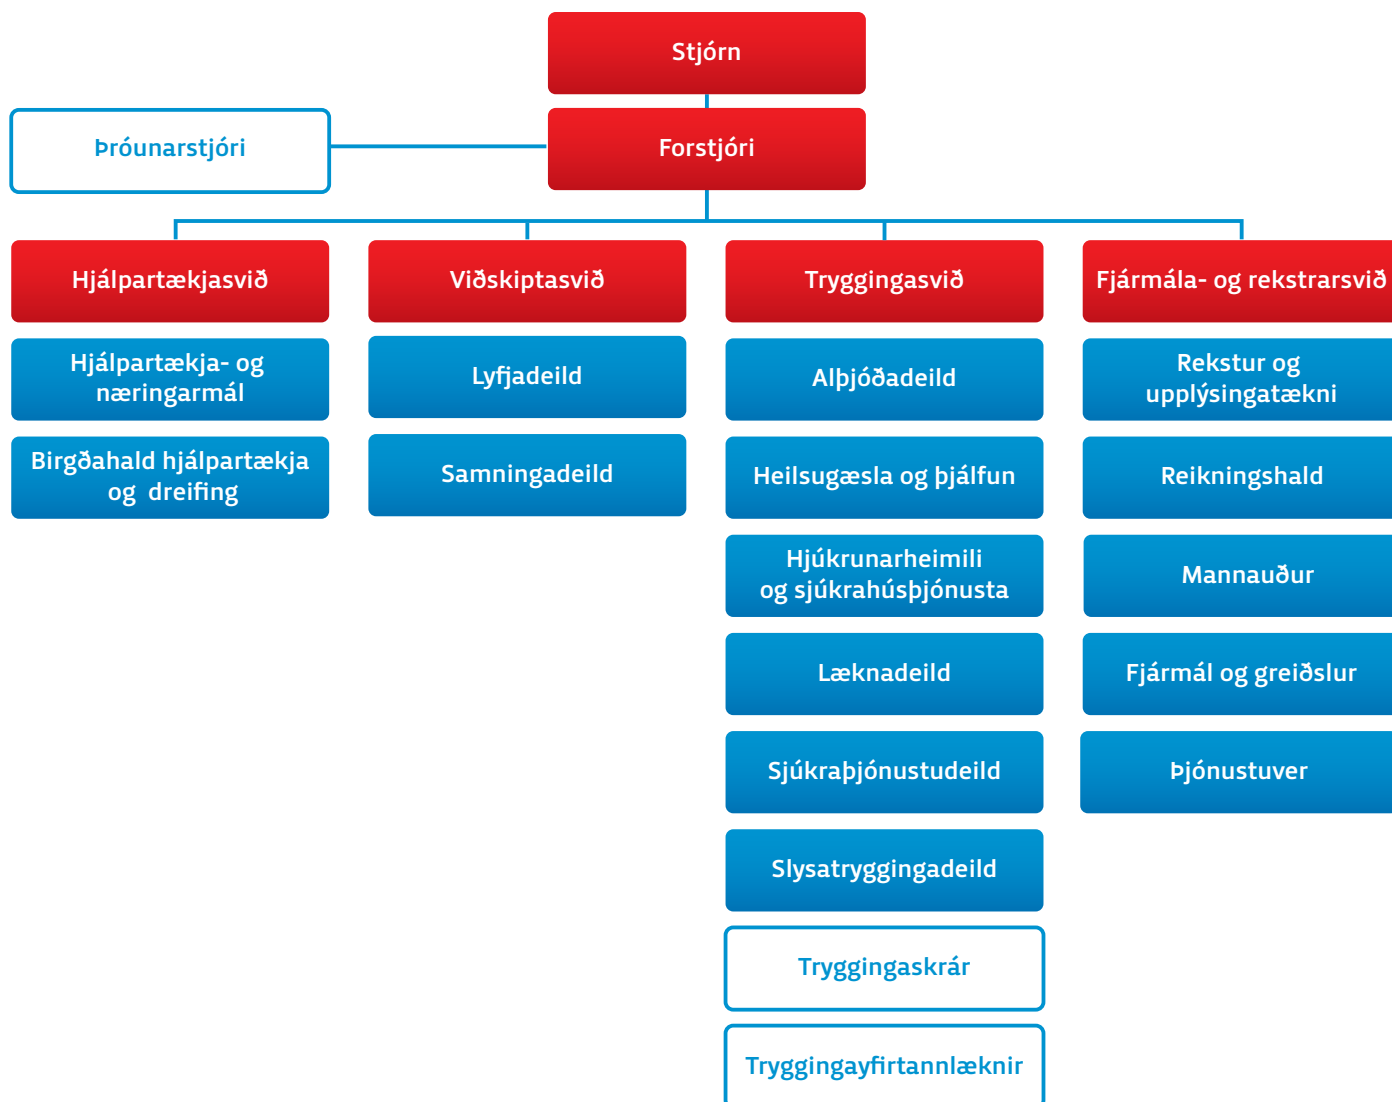 Stjórn
Þróunarstjóri
Forstjóri
Hjálpartækjasvið
Viðskiptasvið
Tryggingasvið
Fjármála- og rekstrarsvið
Hjálpartækja- og
næringarmál
Lyfjadeild
Alþjóðadeild
Rekstur og
upplýsingatækni
Birgðahald hjálpartækja
og dreifing
Samningadeild
Heilsugæsla og þjálfun
Reikningshald
Hjúkrunarheimili
og sjúkrahúsþjónusta
Mannauður
Læknadeild
Fjármál og greiðslur
Sjúkraþjónustudeild
Þjónustuver
Slysatryggingadeild
Tryggingaskrár
Tryggingayfirtannlæknir